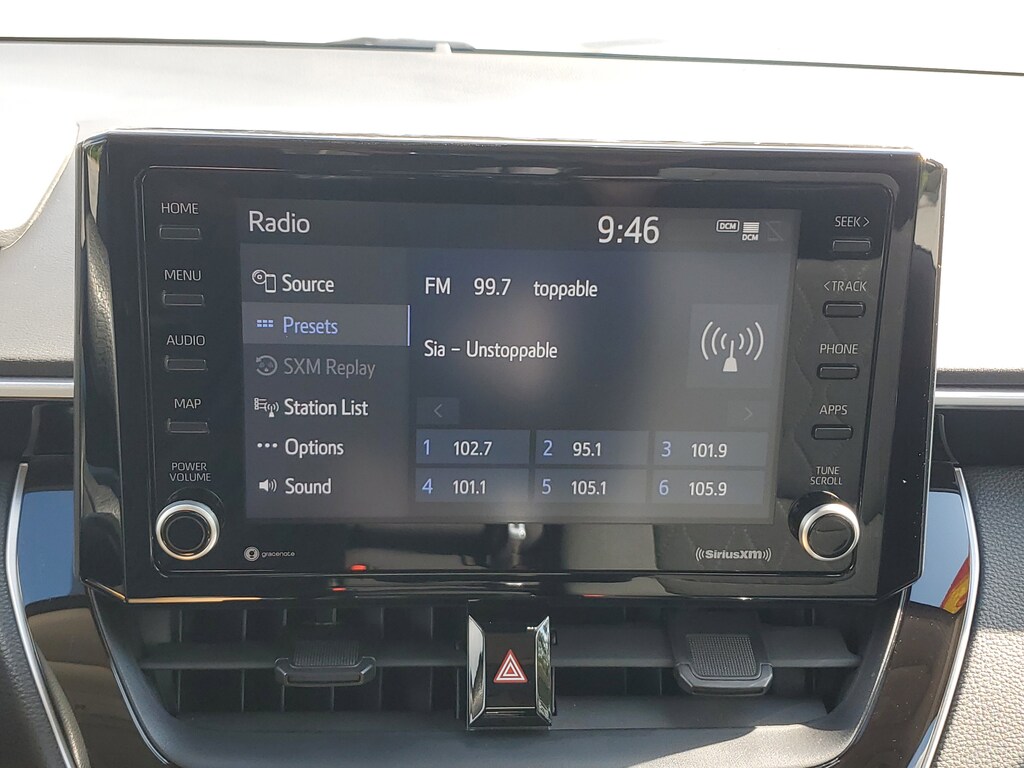 HOME
MENU
AUDIO
MAP
POWER
VOLUME
Radio
9:46
DCM
DCM
Source
Presets
SXM Replay
Station List
Options
Sound
FM 99.7 toppable
Sia – Unstoppable
<
>
1 102.7
2 95.1
3 101.9
4 101.1
5 105.1
6 105.9
SEEK >
< TRACK
PHONE
APPS
TUNE
SCROLL
gracenote
SiriusXM